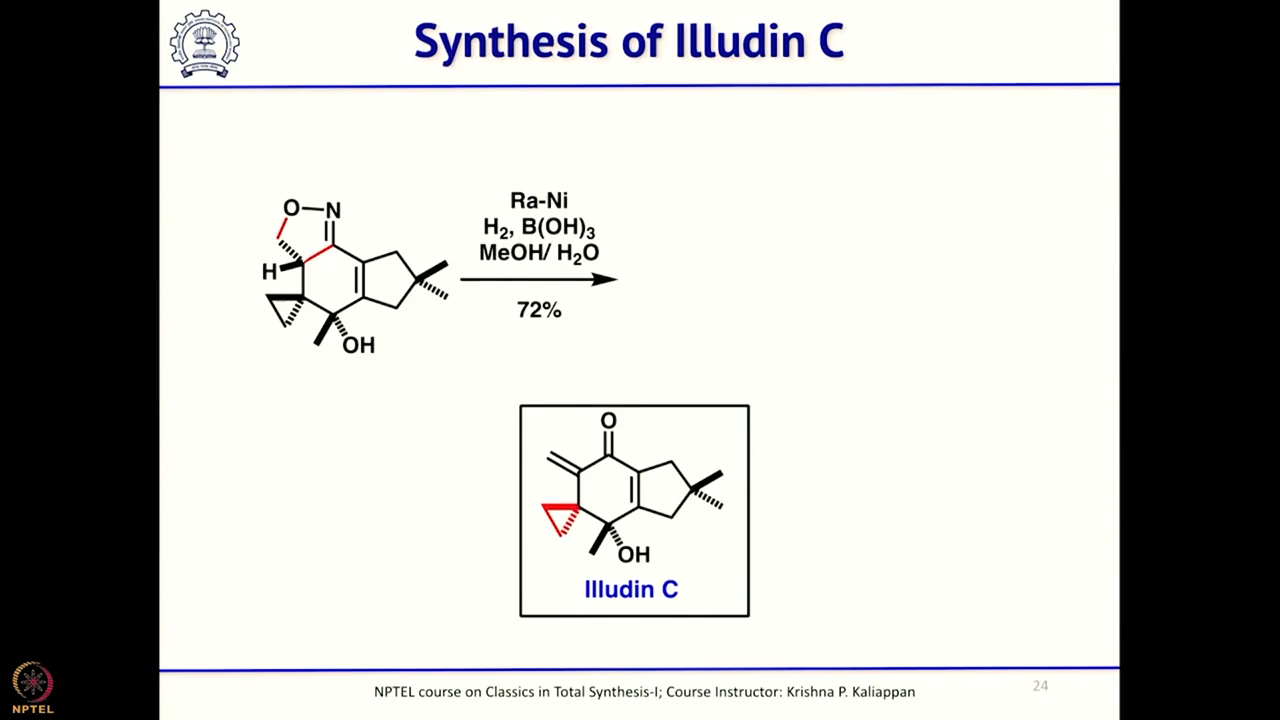 Synthesis of Illudin C
O
N
H
OH
Ra-Ni
H₂, B(OH)₃
MeOH/ H₂O
72%
O
OH
Illudin C
NPTEL
NPTEL course on Classics in Total Synthesis-I; Course Instructor: Krishna P. Kaliappan
24